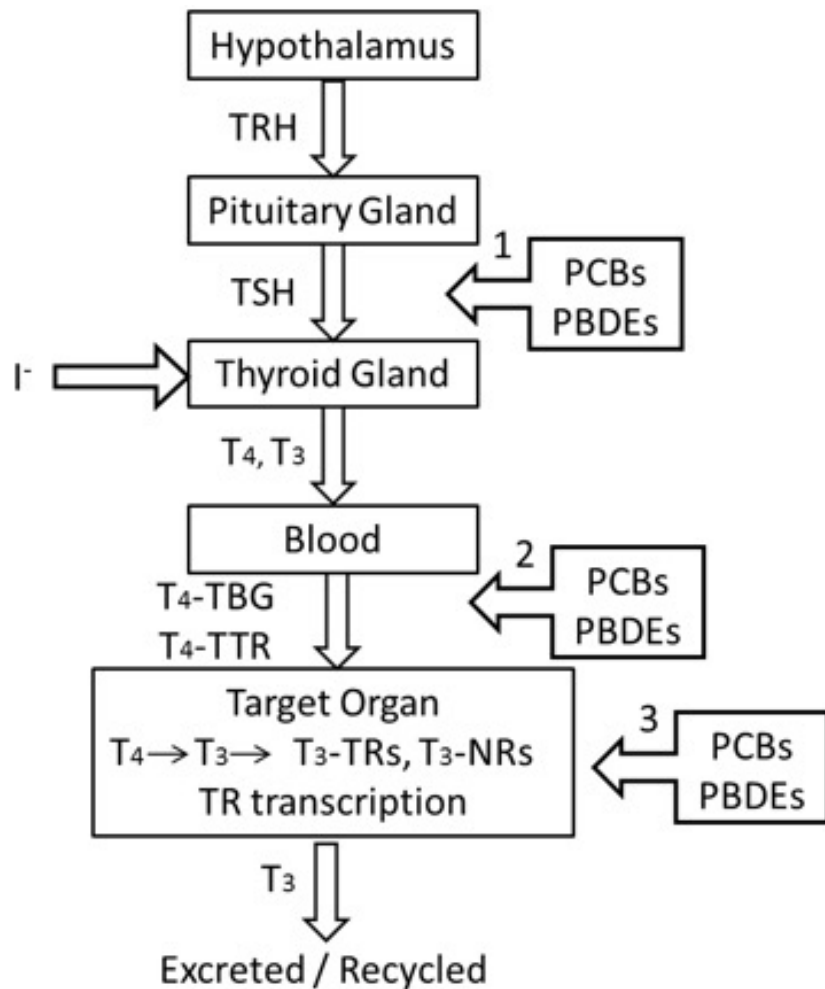 Hypothalamus
TRH
Pituitary Gland
1
PCBs
PBDEs
TSH
I-
Thyroid Gland
T4, T3
Blood
2
PCBs
PBDEs
T4-TBG
T4-TTR
Target Organ
T4→T3→ T3-TRs, T3-NRs
TR transcription
3
PCBs
PBDEs
T3
Excreted / Recycled